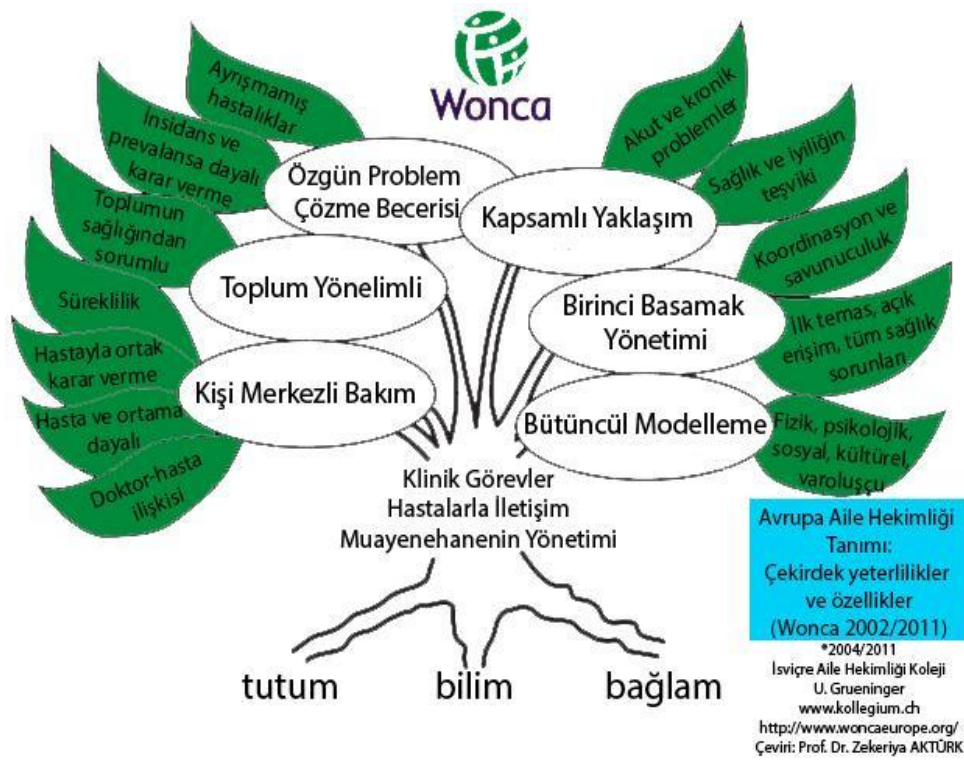 Wonca
Ayrışmamış
hastalıklar
İnsidans ve
prevalansa dayalı
karar verme
Toplumun
sağlığından
sorumlu
Süreklilik
Hastayla ortak
karar verme
Hasta ve ortama
dayalı
Doktor-hasta
ilişkisi
Özgün Problem
Çözme Becerisi
Toplum Yönelimli
Kişi Merkezli Bakım
Kapsamlı Yaklaşım
Birinci Basamak
Yönetimi
Bütüncül Modelleme
Akut ve kronik
problemler
Sağlık ve iyiliğin
teşviki
Koordinasyon ve
savunuculuk
İlk temas, açık
erişim, tüm sağlık
sorunları
Fizik, psikolojik,
sosyal, kültürel,
varoluşçu
Klinik Görevler
Hastalarla İletişim
Muayenehanenin Yönetimi
tutum
bilim
bağlam
Avrupa Aile Hekimliği
Tanımı:
Çekirdek yeterlilikler
ve özellikler
(Wonca 2002/2011)
*2004/2011
İsviçre Aile Hekimliği Koleji
U. Grueninger
www.kollegium.ch
http://www.woncaeurope.org/
Çeviri: Prof. Dr. Zekeriya AKTÜRK